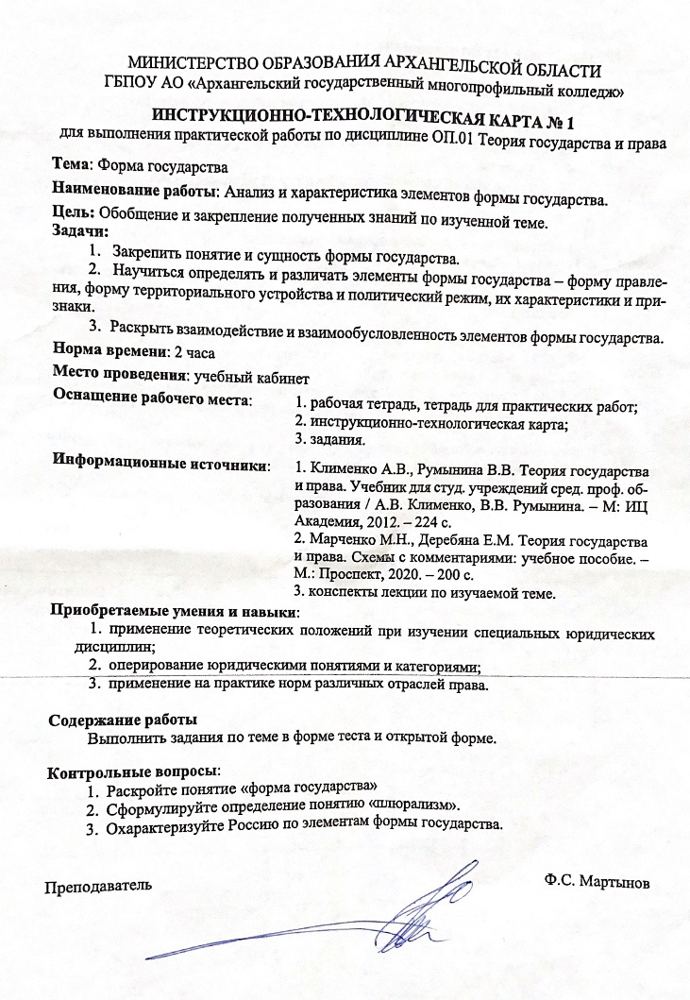 МИНИСТЕРСТВО ОБРАЗОВАНИЯ АРХАНГЕЛЬСКОЙ ОБЛАСТИ
ГБПОУ АО «Архангельский государственный многопрофильный колледж»
ИНСТРУКЦИОННО-ТЕХНОЛОГИЧЕСКАЯ КАРТА № 1
для выполнения практической работы по дисциплине ОП.01 Теория государства и права
Тема: Форма государства
Наименование работы: Анализ и характеристика элементов формы государства.
Цель: Обобщение и закрепление полученных знаний по изученной теме.
Задачи:
1. Закрепить понятие и сущность формы государства.
2. Научиться определять и различать элементы формы государства – форму правле-
ния, форму территориального устройства и политический режим, их характеристики и при-
знаки.
3. Раскрыть взаимодействие и взаимообусловленность элементов формы государства.
Норма времени: 2 часа
Место проведения: учебный кабинет
Оснащение рабочего места: 1. рабочая тетрадь, тетрадь для практических работ;
2. инструкционно-технологическая карта;
3. задания.
Информационные источники: 1. Клименко А.В., Румынина В.В. Теория государства
и права. Учебник для студ. учреждений сред. проф. об-
разования / А.В. Клименко, В.В. Румынина. – М: ИЦ
Академия, 2012. – 224 с.
2. Марченко М.Н., Деребяна Е.М. Теория государства
и права. Схемы с комментариями: учебное пособие. –
М.: Проспект, 2020. – 200 с.
3. конспекты лекции по изучаемой теме.
Приобретаемые умения и навыки:
1. применение теоретических положений при изучении специальных юридических
дисциплин;
2. оперирование юридическими понятиями и категориями;
3. применение на практике норм различных отраслей права.
Содержание работы
Выполнить задания по теме в форме теста и открытой форме.
Контрольные вопросы:
1. Раскройте понятие «форма государства»
2. Сформулируйте определение понятию «плюрализм».
3. Охарактеризуйте Россию по элементам формы государства.
Преподаватель Ф.С. Мартынов